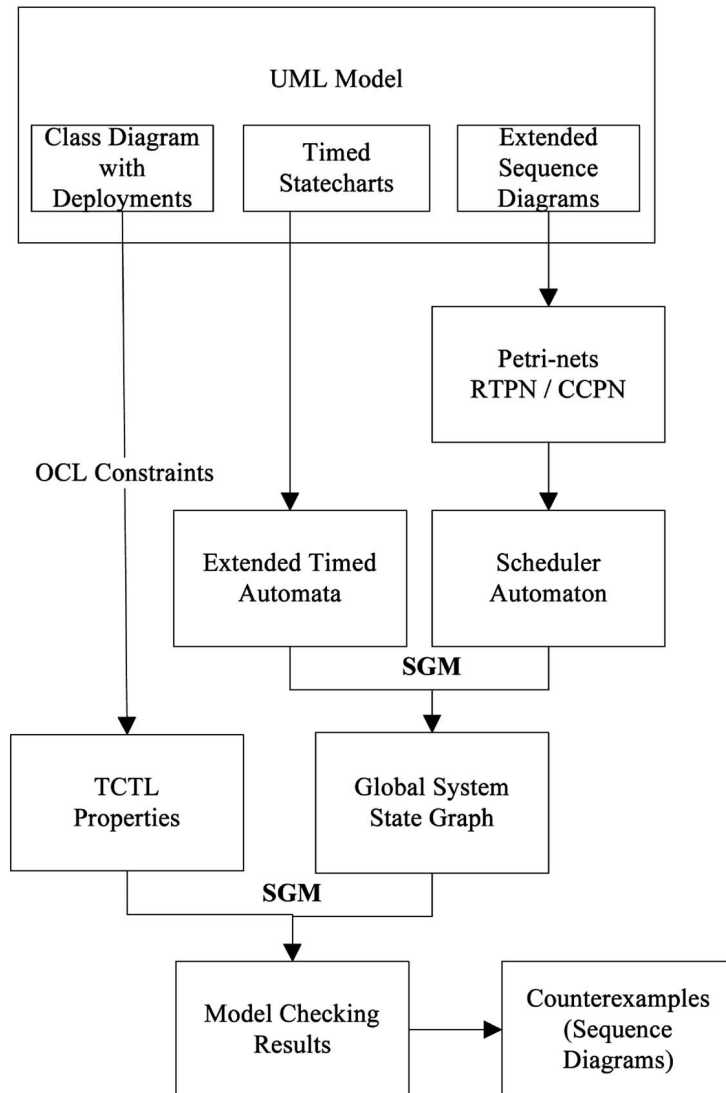 UML Model
Class Diagram
with
Deployments
Timed
Statecharts
Extended
Sequence
Diagrams
Petri-nets
RTPN / CCPN
OCL Constraints
Extended Timed
Automata
Scheduler
Automaton
SGM
TCTL
Properties
Global System
State Graph
SGM
Model Checking
Results
Counterexamples
(Sequence
Diagrams)